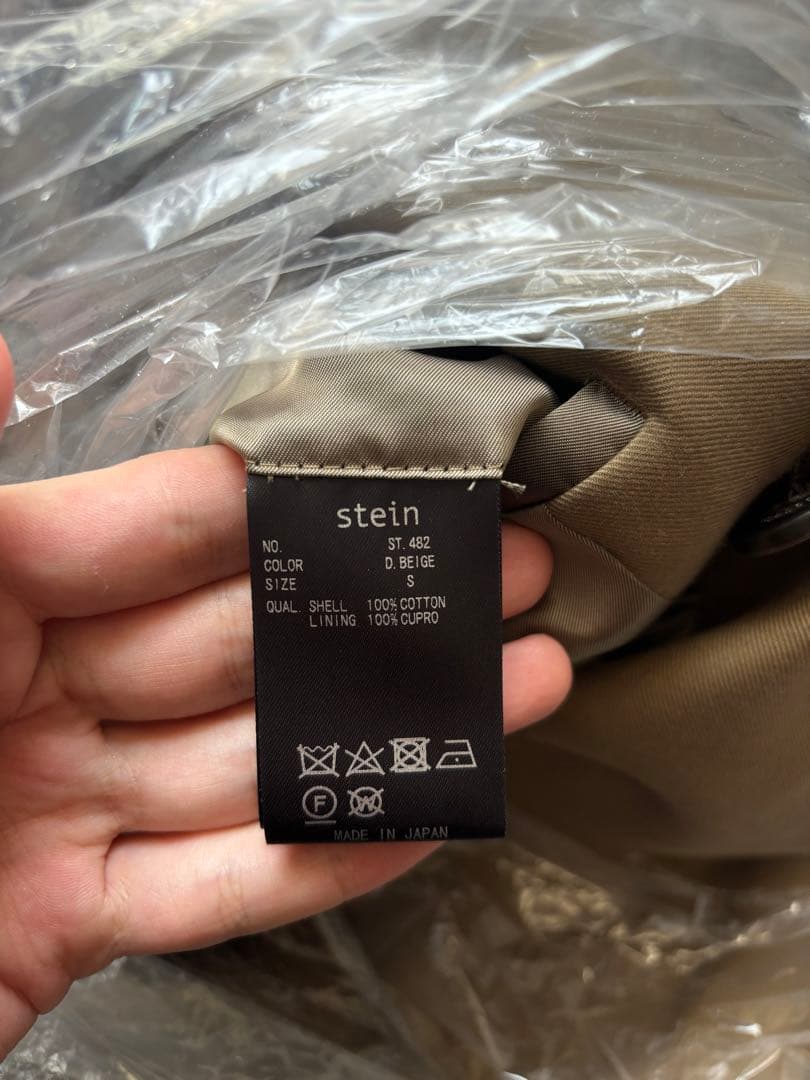 stein
NO. ST.482
COLOR D.BEIGE
SIZE S
QUAL. SHELL 100%COTTON
LINING 100%CUPRO
F W
MADE IN JAPAN